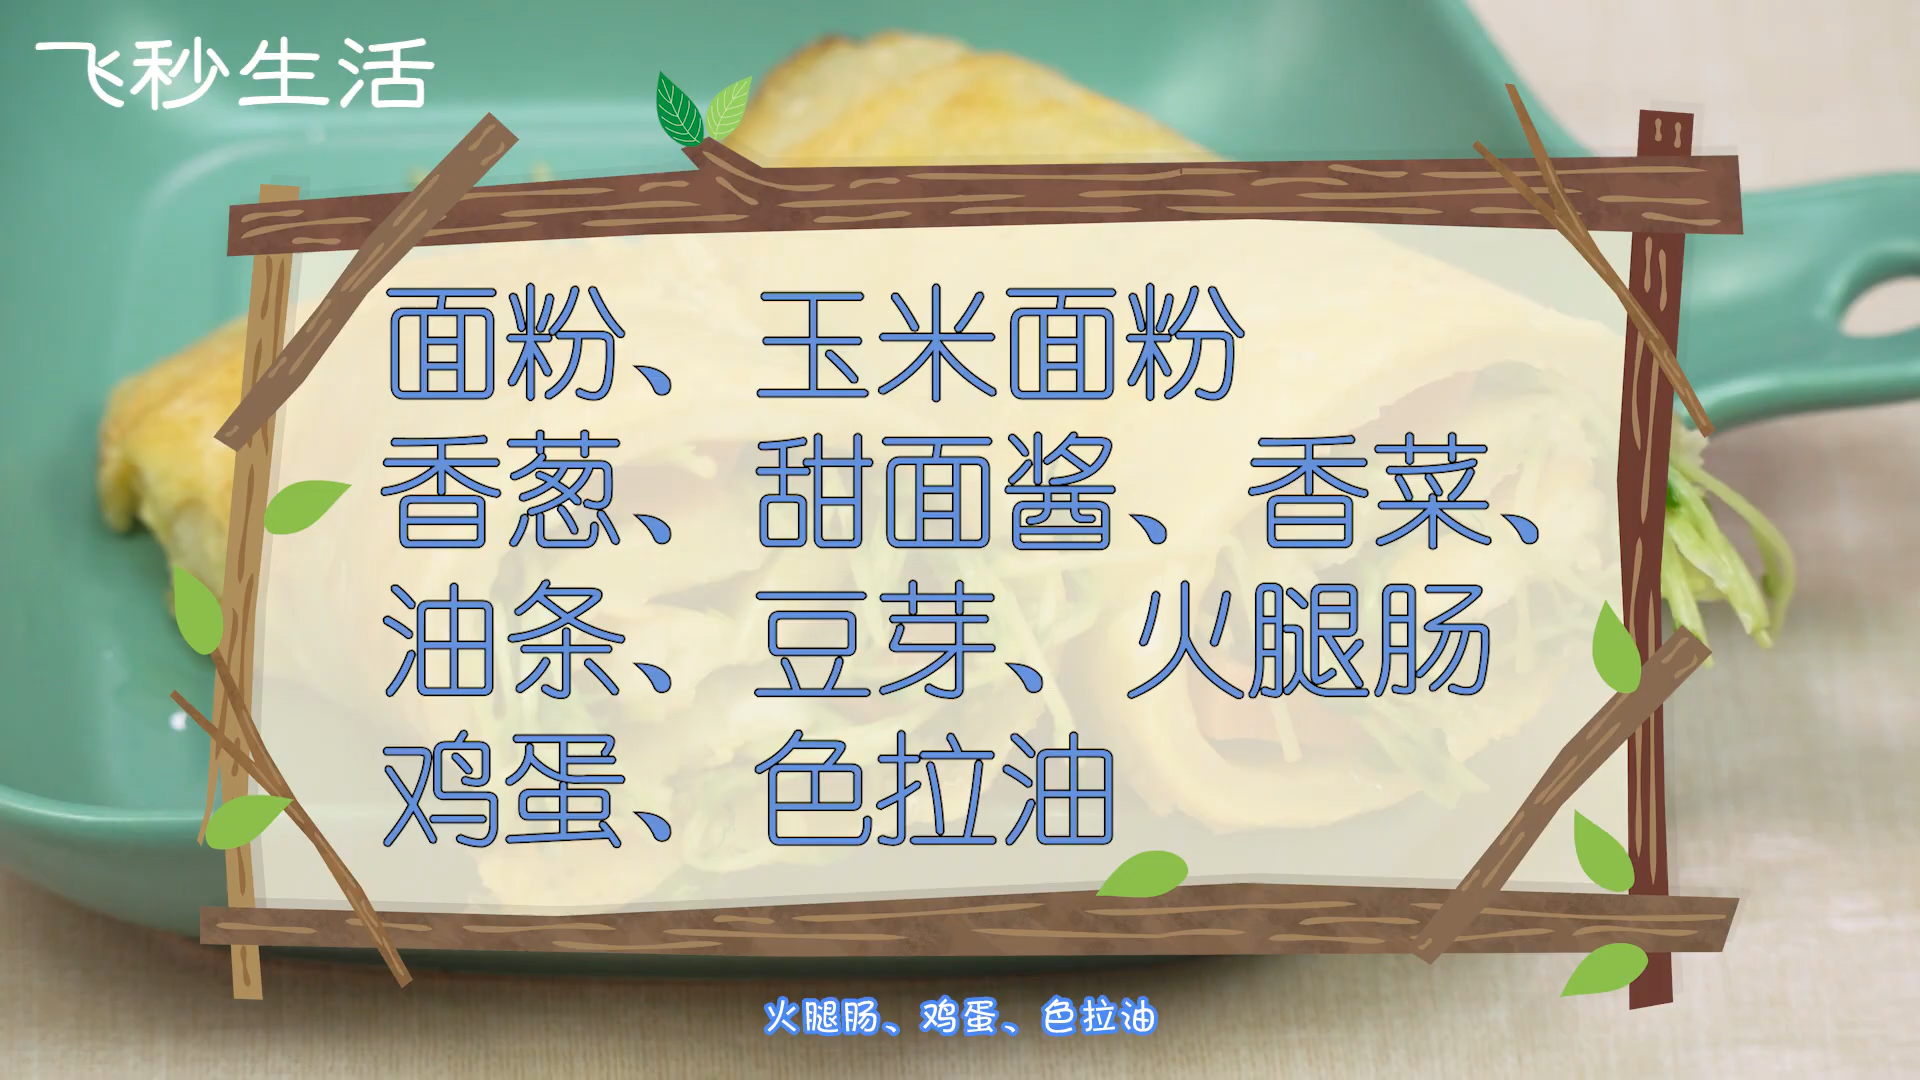 飞秒生活
面粉、玉米面粉
香葱、甜面酱、香菜、
油条、豆芽、火腿肠
鸡蛋、色拉油
火腿肠、鸡蛋、色拉油